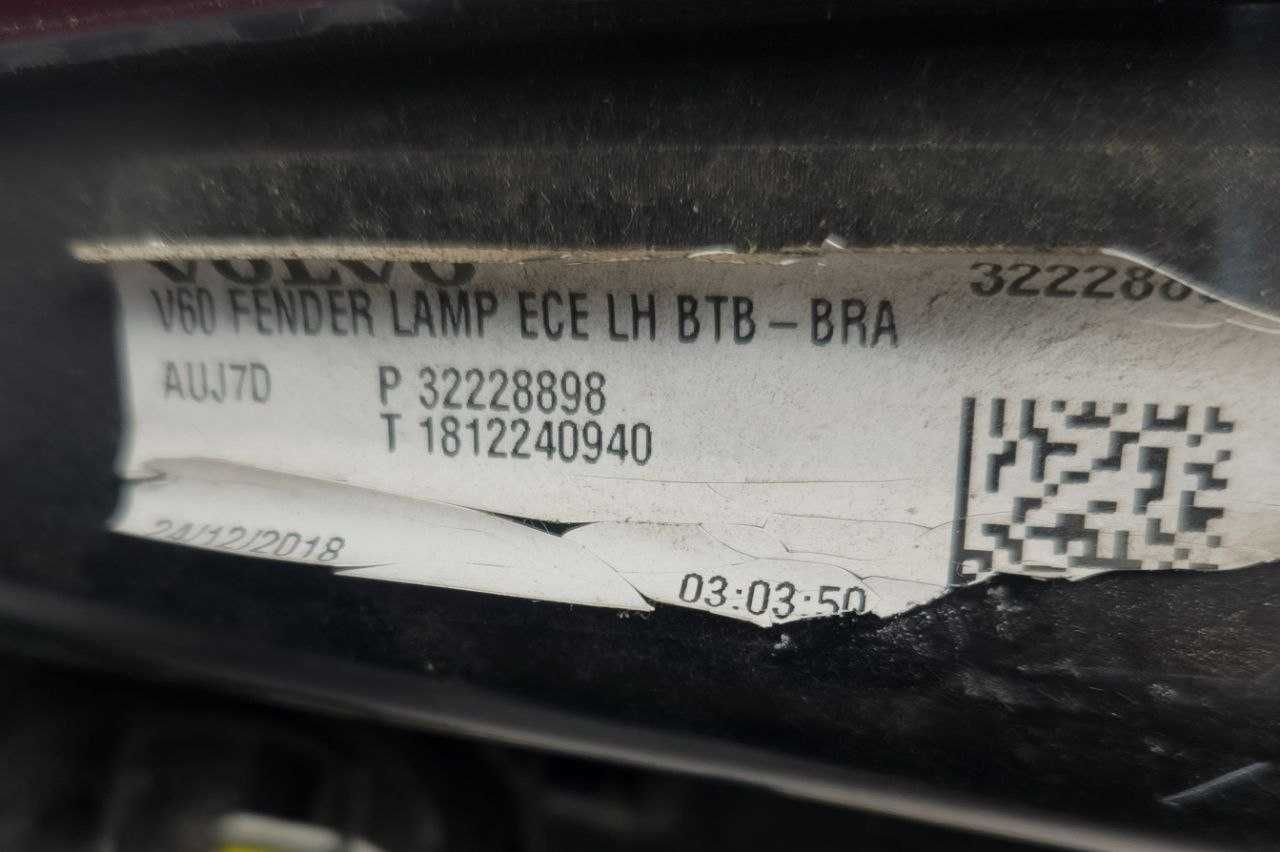 VOLVO
V60 FENDER LAMP ECE LH BTB-BRA
AUJ7D P 32228898
T 1812240940
24/12/2018
03:03:50